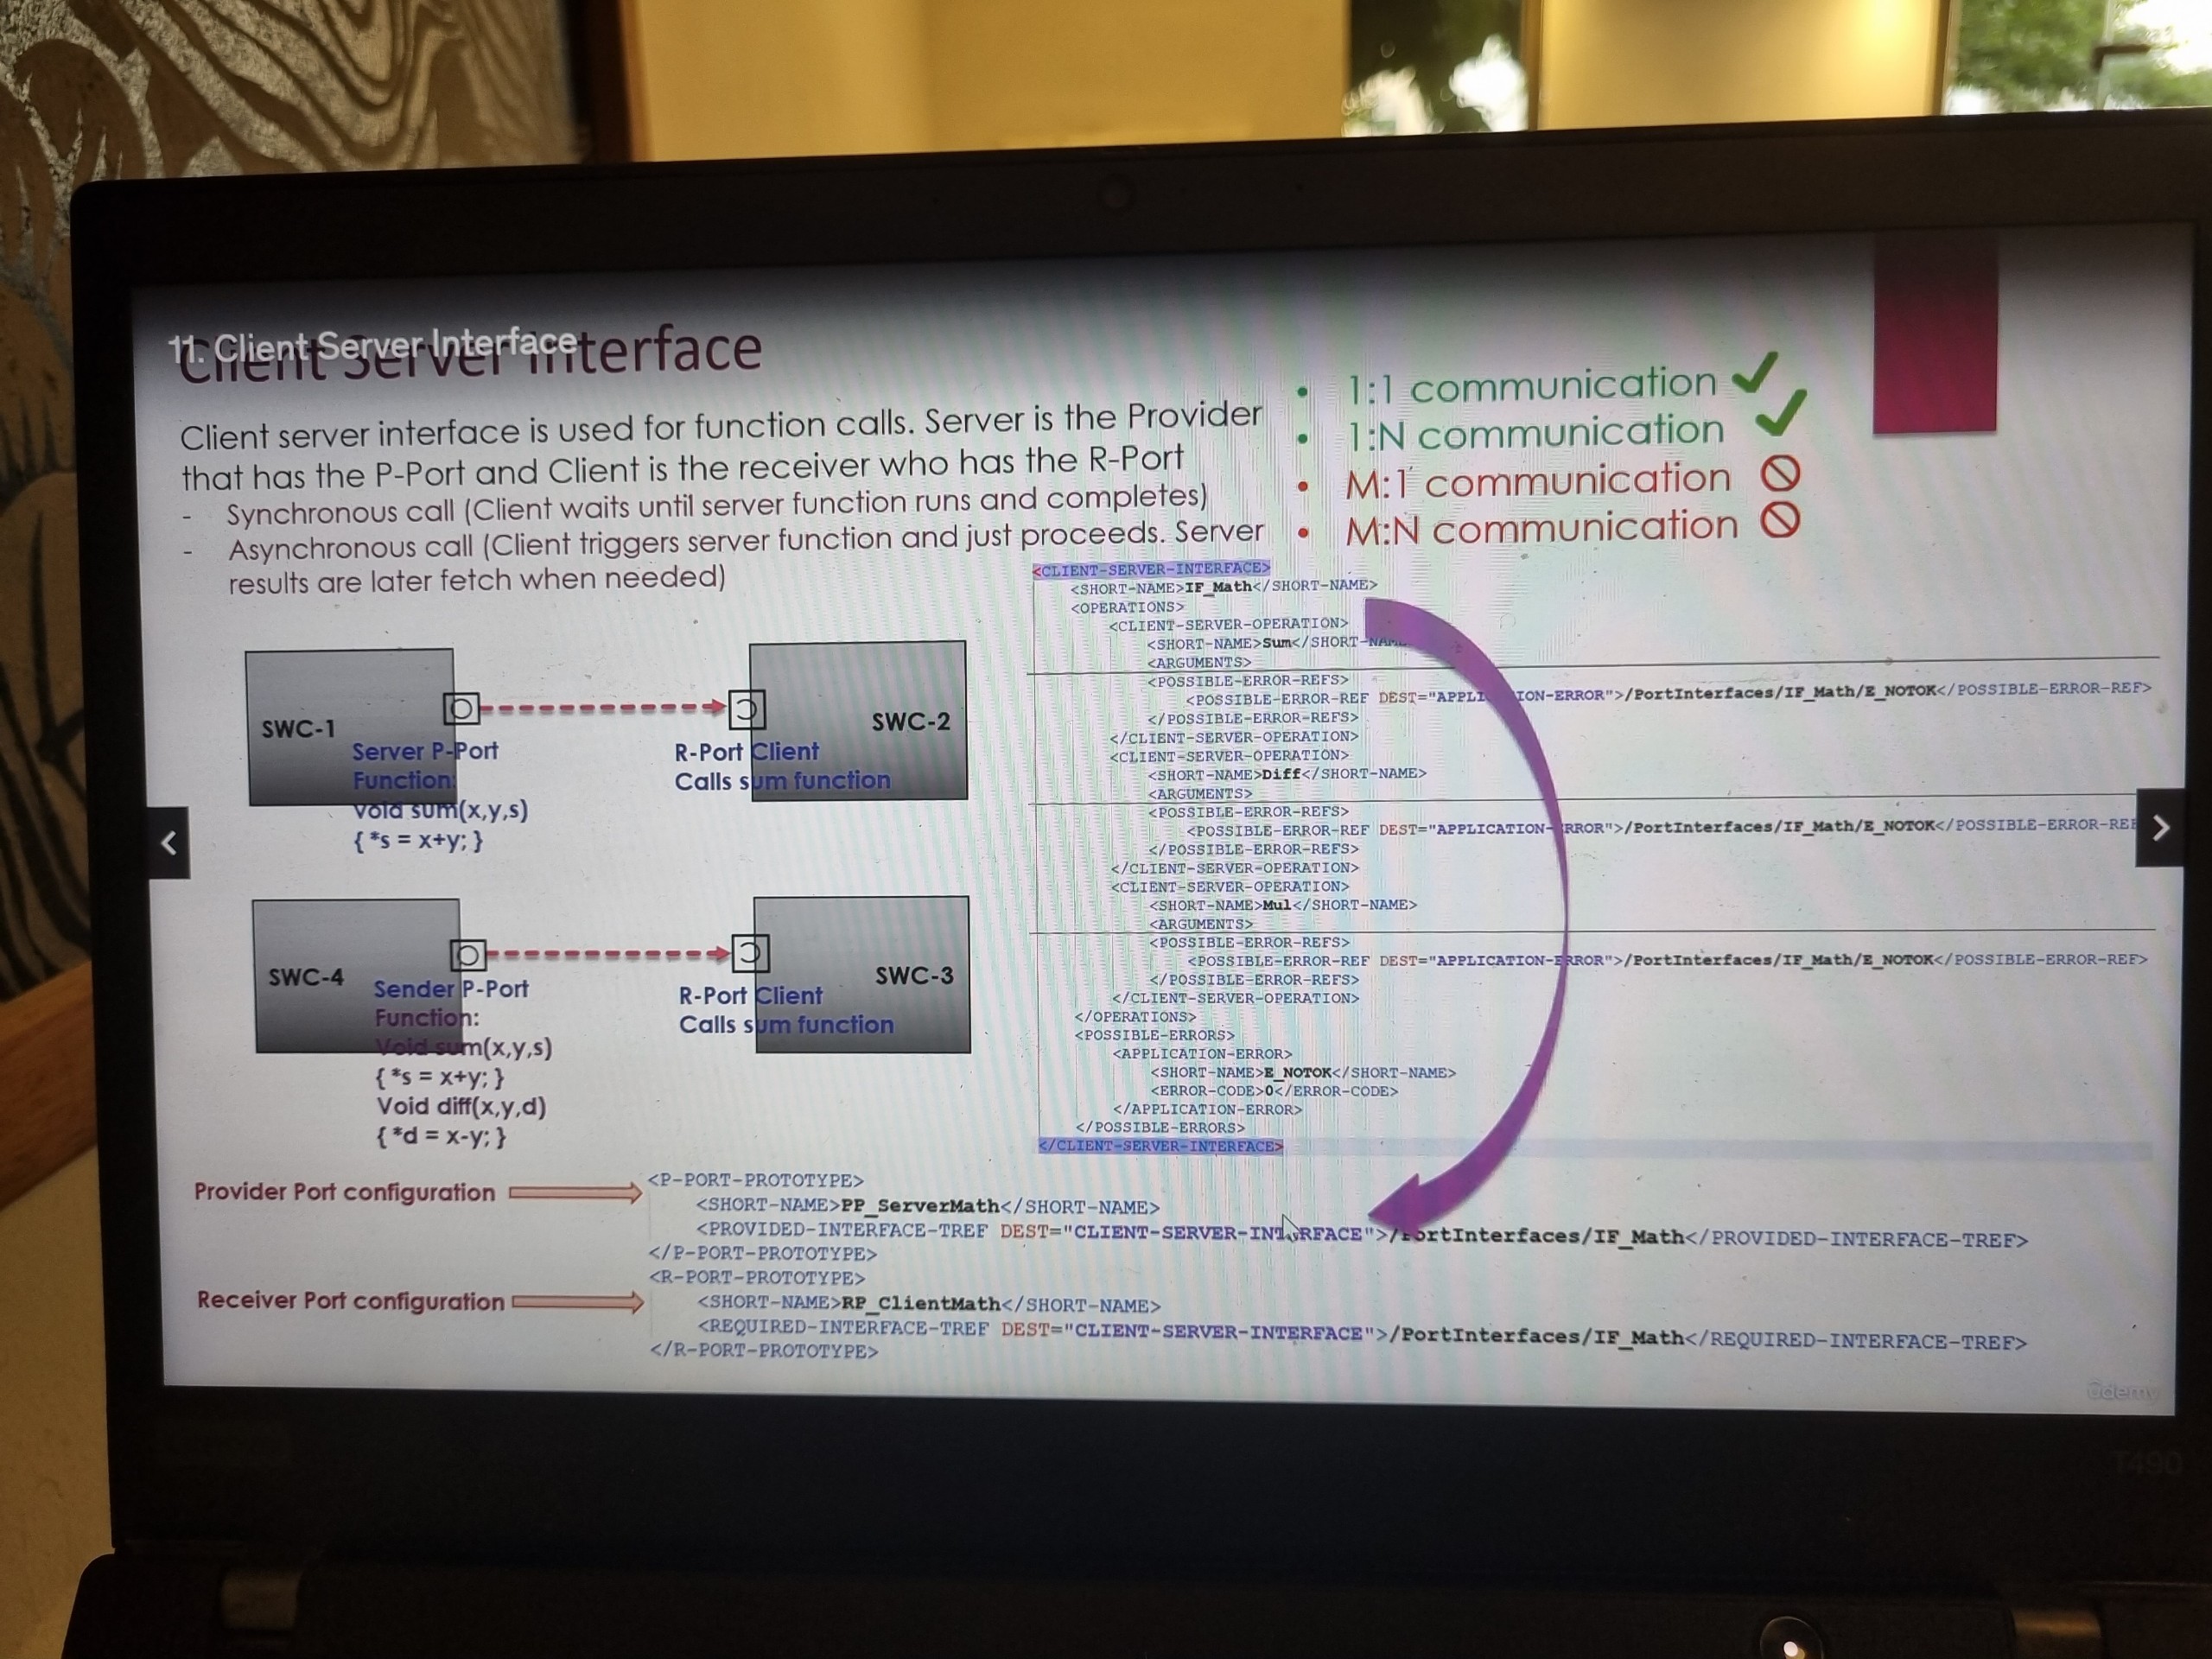 11. Client Server Interface
Client Server Interface
Client server interface is used for function calls. Server is the Provider
that has the P-Port and Client is the receiver who has the R-Port
- Synchronous call (Client waits until server function runs and completes)
- Asynchronous call (Client triggers server function and just proceeds. Server
results are later fetch when needed)
• 1:1 communication
• 1:N communication
• M:1 communication
• M:N communication
SWC-1
Server P-Port
Function:
Void sum(x,y,s)
{ *s = x+y; }
R-Port Client
Calls sum function
SWC-2
SWC-4
Sender P-Port
Function:
Void sum(x,y,s)
{ *s = x+y; }
Void diff(x,y,d)
{ *d = x-y; }
R-Port Client
Calls sum function
SWC-3
<CLIENT-SERVER-INTERFACE>
<SHORT-NAME>IF_Math</SHORT-NAME>
<OPERATIONS>
<CLIENT-SERVER-OPERATION>
<SHORT-NAME>Sum</SHORT-NAME>
<ARGUMENTS>
<POSSIBLE-ERROR-REFS>
<POSSIBLE-ERROR-REF DEST="APPLICATION-ERROR">/PortInterfaces/IF_Math/E_NOTOK</POSSIBLE-ERROR-REF>
</POSSIBLE-ERROR-REFS>
</CLIENT-SERVER-OPERATION>
<CLIENT-SERVER-OPERATION>
<SHORT-NAME>Diff</SHORT-NAME>
<ARGUMENTS>
<POSSIBLE-ERROR-REFS>
<POSSIBLE-ERROR-REF DEST="APPLICATION-ERROR">/PortInterfaces/IF_Math/E_NOTOK</POSSIBLE-ERROR-REF
</POSSIBLE-ERROR-REFS>
</CLIENT-SERVER-OPERATION>
<CLIENT-SERVER-OPERATION>
<SHORT-NAME>Mul</SHORT-NAME>
<ARGUMENTS>
<POSSIBLE-ERROR-REFS>
<POSSIBLE-ERROR-REF DEST="APPLICATION-ERROR">/PortInterfaces/IF_Math/E_NOTOK</POSSIBLE-ERROR-REF>
</POSSIBLE-ERROR-REFS>
</CLIENT-SERVER-OPERATION>
</OPERATIONS>
<POSSIBLE-ERRORS>
<APPLICATION-ERROR>
<SHORT-NAME>E_NOTOK</SHORT-NAME>
<ERROR-CODE>0</ERROR-CODE>
</APPLICATION-ERROR>
</POSSIBLE-ERRORS>
</CLIENT-SERVER-INTERFACE>
Provider Port configuration
<P-PORT-PROTOTYPE>
<SHORT-NAME>PP_ServerMath</SHORT-NAME>
<PROVIDED-INTERFACE-TREF DEST="CLIENT-SERVER-INTERFACE">/PortInterfaces/IF_Math</PROVIDED-INTERFACE-TREF>
</P-PORT-PROTOTYPE>
Receiver Port configuration
<R-PORT-PROTOTYPE>
<SHORT-NAME>RP_ClientMath</SHORT-NAME>
<REQUIRED-INTERFACE-TREF DEST="CLIENT-SERVER-INTERFACE">/PortInterfaces/IF_Math</REQUIRED-INTERFACE-TREF>
</R-PORT-PROTOTYPE>
ûdemy
T490